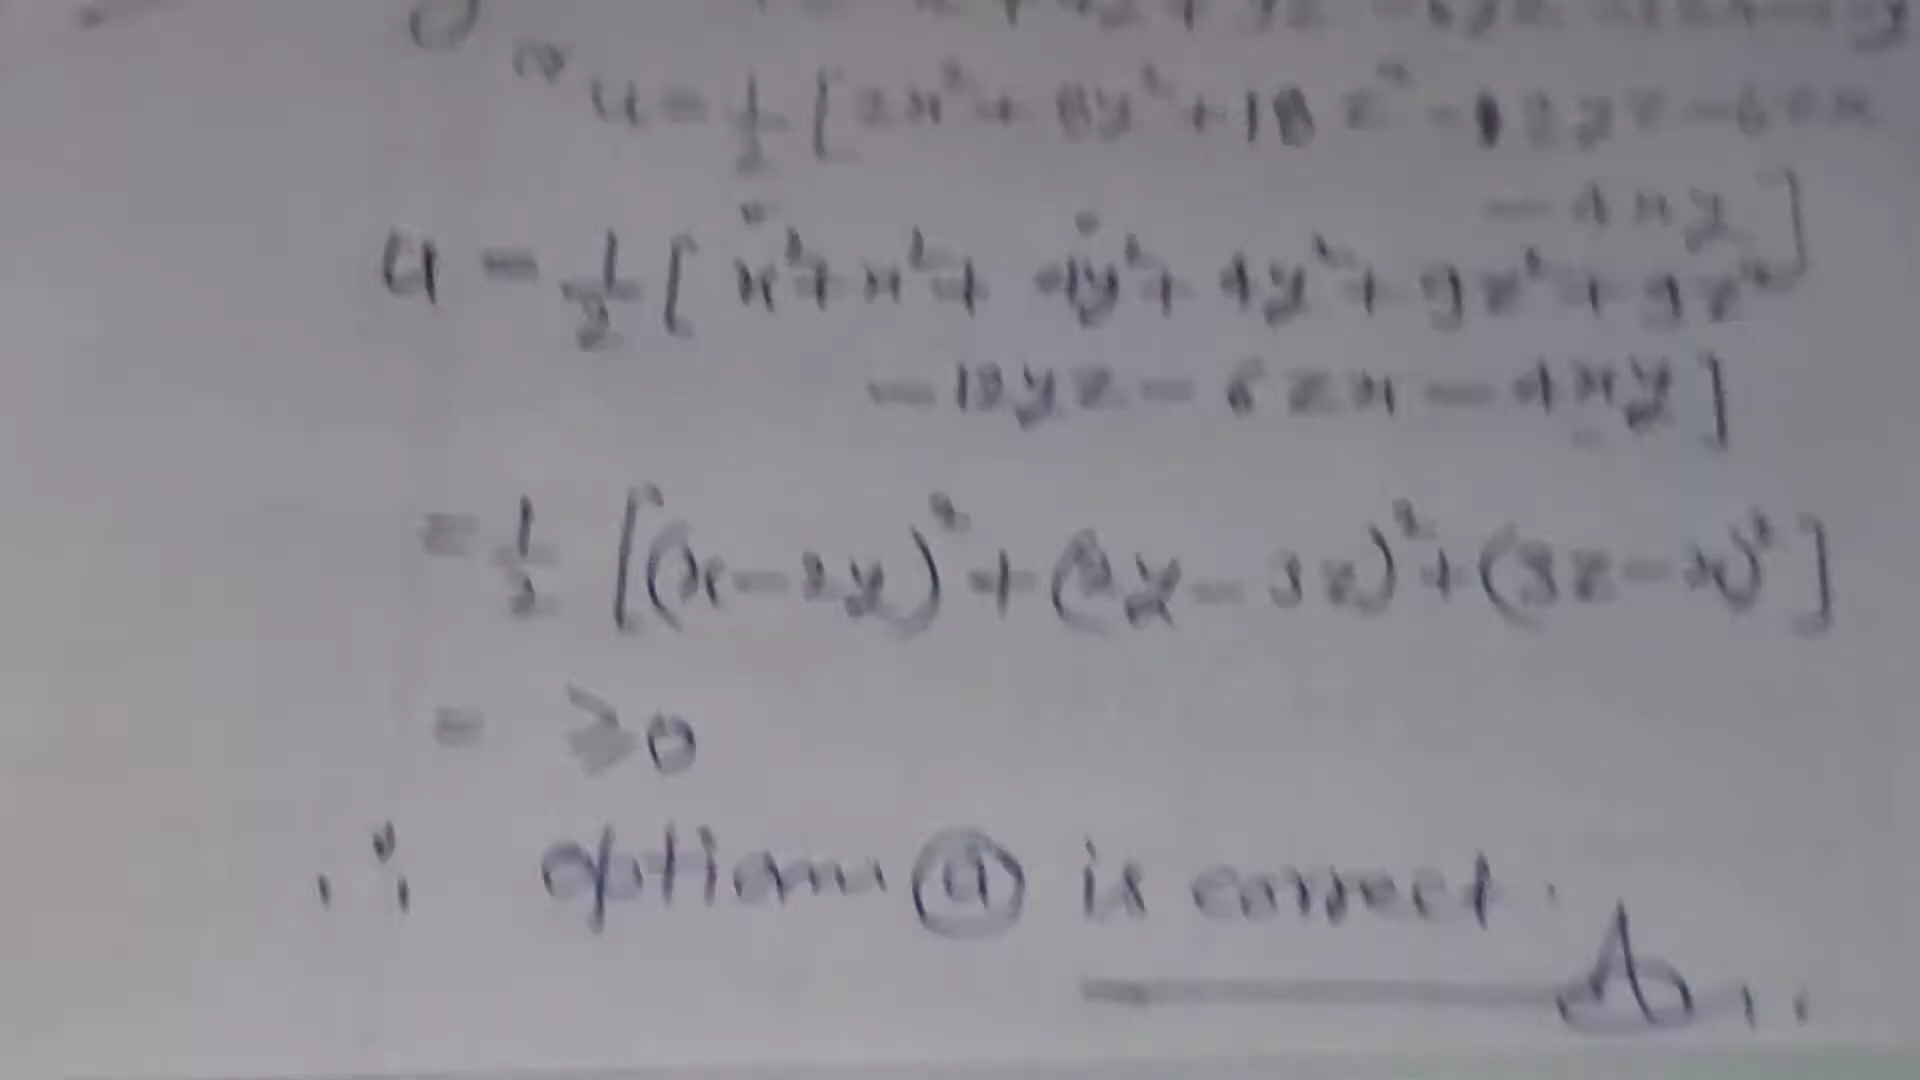 u = 1/2 [2x² + 8y² + 18z² - 12yz - 6zx
- 4xy]
u = 1/2 [x² + x² + 4y² + 4y² + 9z² + 9z²
- 12yz - 6zx - 4xy]
= 1/2 [(x - 2y)² + (2y - 3z)² + (3z - x)²]
= ≥0
∴ option (a) is correct.